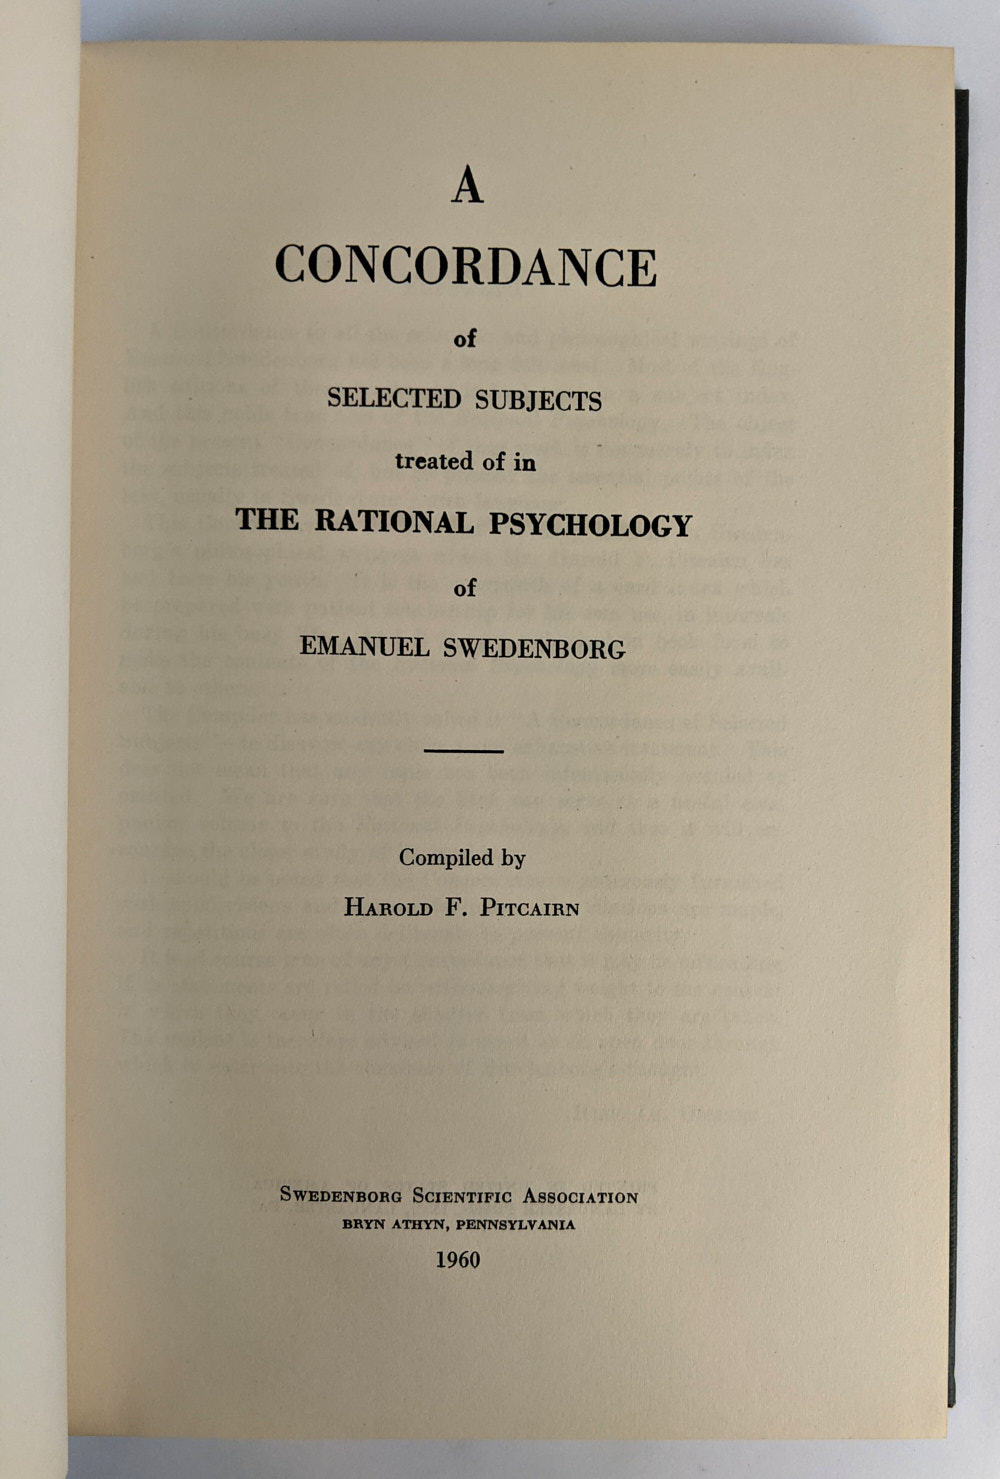 A
CONCORDANCE
of
SELECTED SUBJECTS
treated of in
THE RATIONAL PSYCHOLOGY
of
EMANUEL SWEDENBORG
Compiled by
HAROLD F. PITCAIRN
SWEDENBORG SCIENTIFIC ASSOCIATION
BRYN ATHYN, PENNSYLVANIA
1960